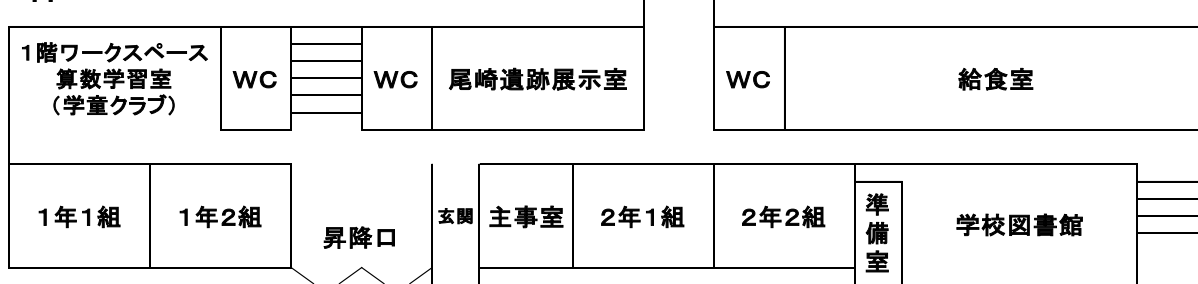 1階ワークスペース
算数学習室
（学童クラブ）
WC
WC
尾崎遺跡展示室
WC
給食室
1年1組
1年2組
昇降口
玄関
主事室
2年1組
2年2組
準備室
学校図書館